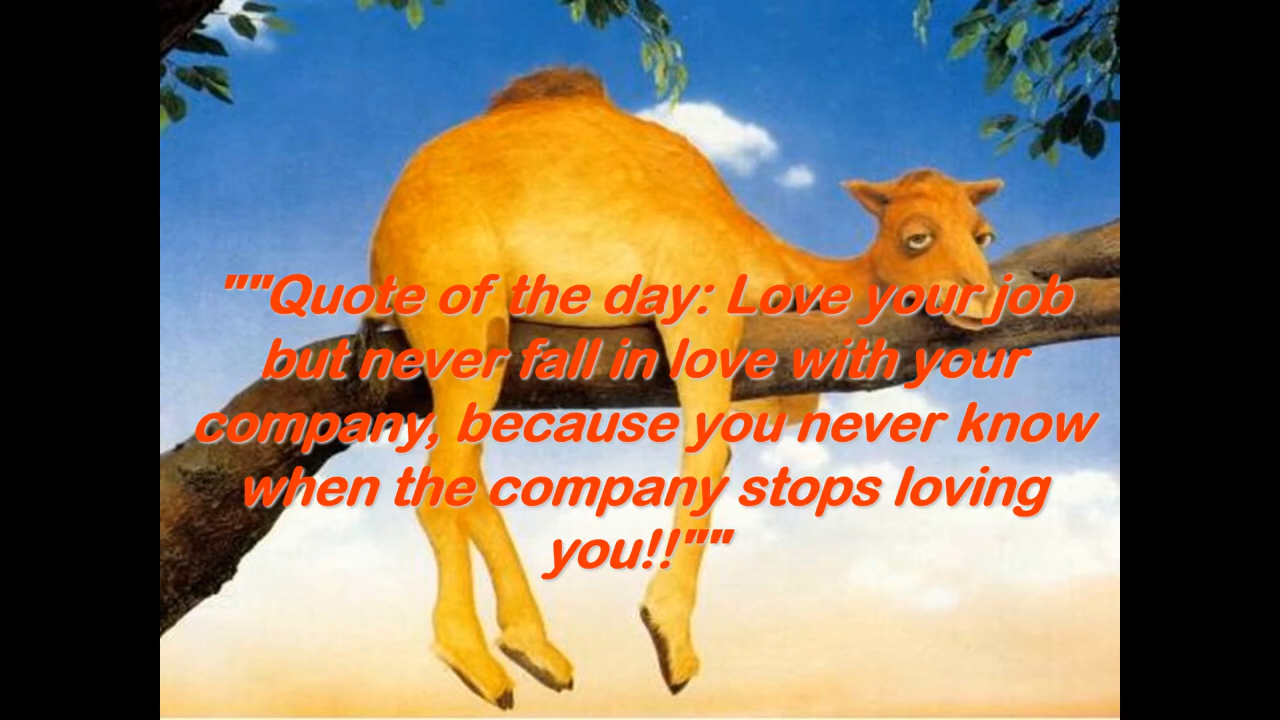 ""Quote of the day: Love your job
but never fall in love with your
company, because you never know
when the company stops loving
you!!""